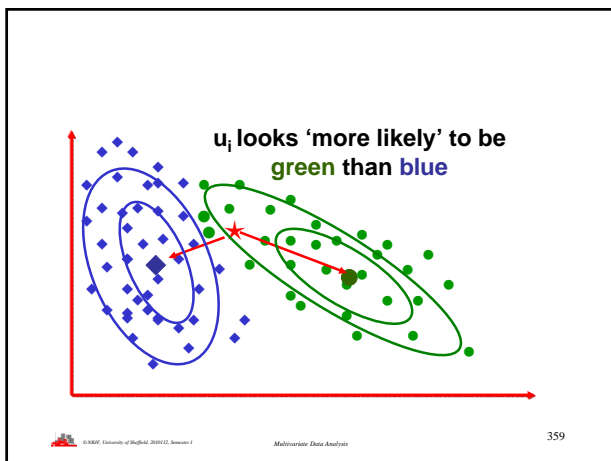 uᵢ looks 'more likely' to be
green than blue
©NRJF, University of Sheffield, 2010/11/12, Semester 1
Multivariate Data Analysis
359